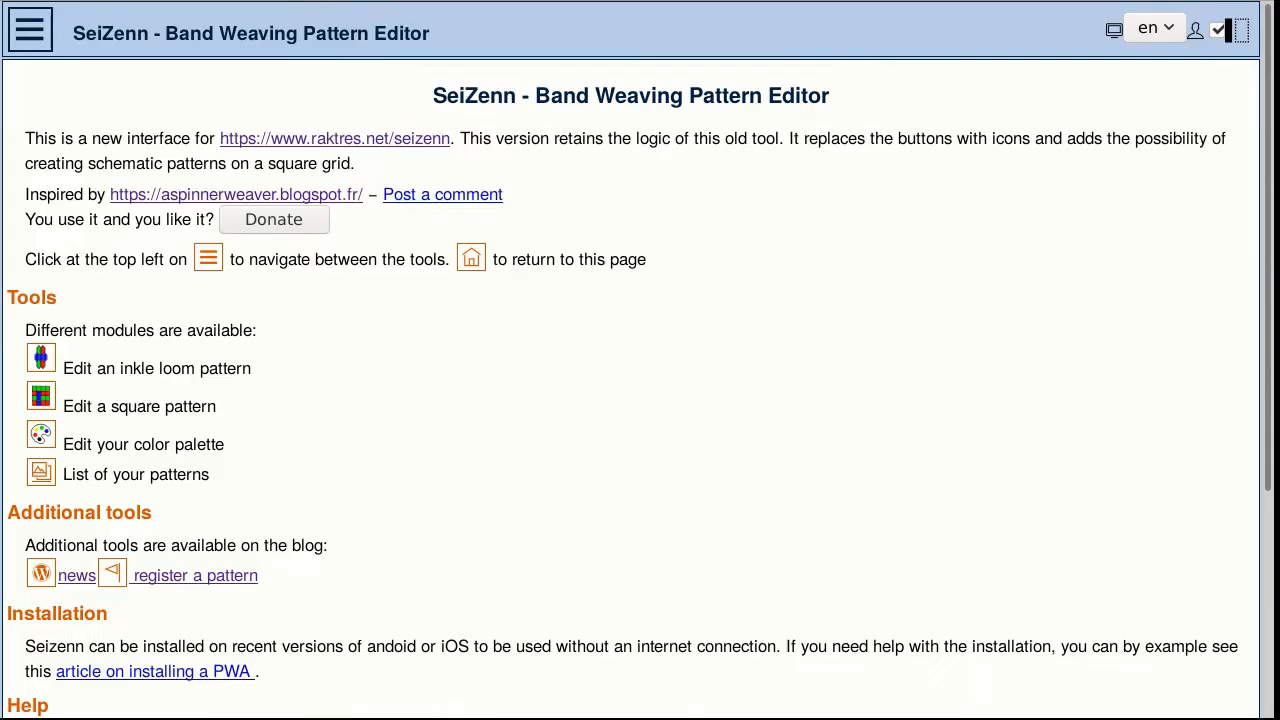 SeiZenn - Band Weaving Pattern Editor
en
SeiZenn - Band Weaving Pattern Editor
This is a new interface for https://www.raktres.net/seizenn. This version retains the logic of this old tool. It replaces the buttons with icons and adds the possibility of
creating schematic patterns on a square grid.
Inspired by https://aspinnerweaver.blogspot.fr/ – Post a comment
You use it and you like it? Donate
Click at the top left on to navigate between the tools. to return to this page
Tools
Different modules are available:
Edit an inkle loom pattern
Edit a square pattern
Edit your color palette
List of your patterns
Additional tools
Additional tools are available on the blog:
news register a pattern
Installation
Seizenn can be installed on recent versions of andoid or iOS to be used without an internet connection. If you need help with the installation, you can by example see
this article on installing a PWA .
Help